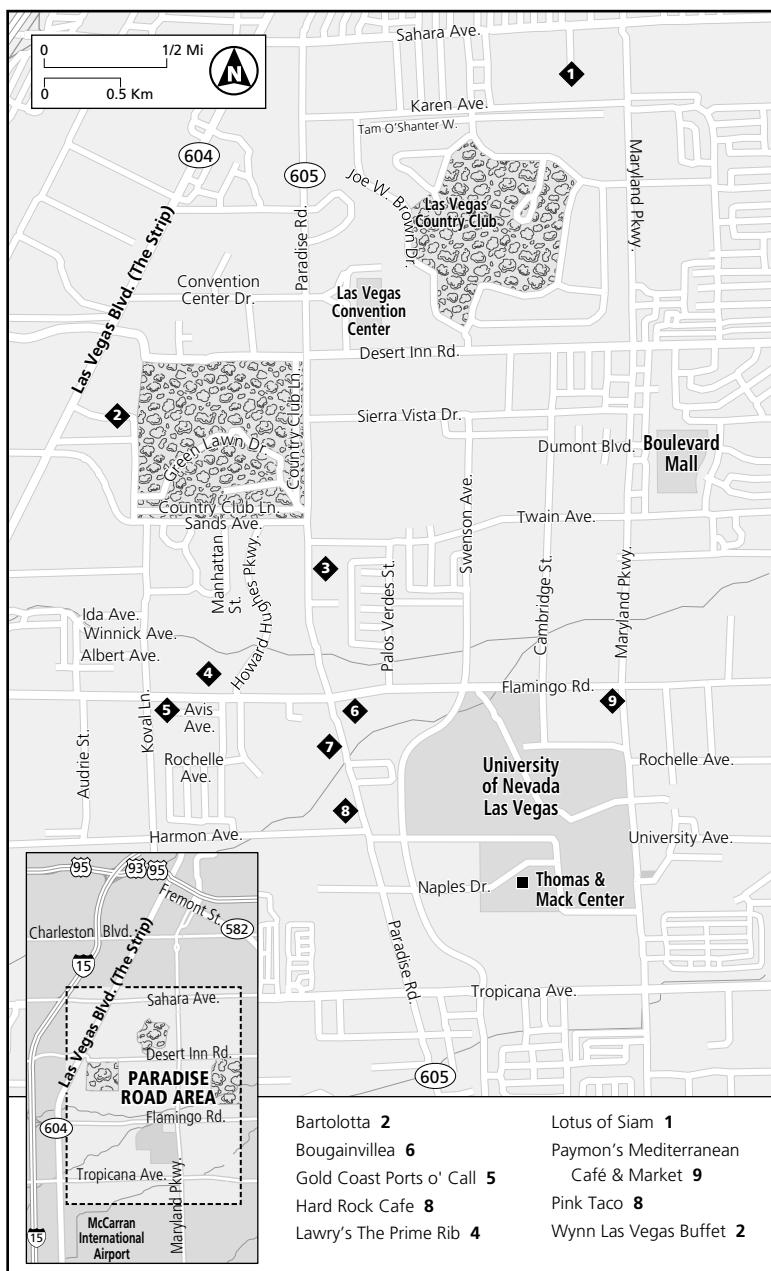 0 1/2 Mi
0 0.5 Km
N
Sahara Ave.
1
Karen Ave.
Tam O'Shanter W.
604
605
Joe W. Brown Dr.
Maryland Pkwy.
Las Vegas
Country Club
Paradise Rd.
Las Vegas Blvd. (The Strip)
Convention
Center Dr.
Las Vegas
Convention
Center
Desert Inn Rd.
Country Club Ln.
2
Sierra Vista Dr.
Green Lawn Dr.
Dumont Blvd.
Boulevard
Mall
Country Club Ln.
Sands Ave.
Twain Ave.
Swenson Ave.
Manhattan
St.
Howard Hughes Pkwy.
3
Palos Verdes St.
Cambridge St.
Maryland Pkwy.
Ida Ave.
Winnick Ave.
Albert Ave.
4
Flamingo Rd.
5
Avis
Ave.
6
9
Koval Ln.
Audrie St.
7
Rochelle
Ave.
University
of Nevada
Las Vegas
Rochelle Ave.
8
Harmon Ave.
University Ave.
Naples Dr.
Thomas &
Mack Center
Paradise Rd.
Tropicana Ave.
605
95
93
95
Fremont St.
582
Charleston Blvd.
15
Las Vegas Blvd. (The Strip)
Sahara Ave.
Desert Inn Rd.
PARADISE
ROAD AREA
Flamingo Rd.
604
Tropicana Ave.
Maryland Pkwy.
McCarran
International
Airport
15
Bartolotta 2
Bougainvillea 6
Gold Coast Ports o' Call 5
Hard Rock Cafe 8
Lawry's The Prime Rib 4
Lotus of Siam 1
Paymon's Mediterranean
Café & Market 9
Pink Taco 8
Wynn Las Vegas Buffet 2